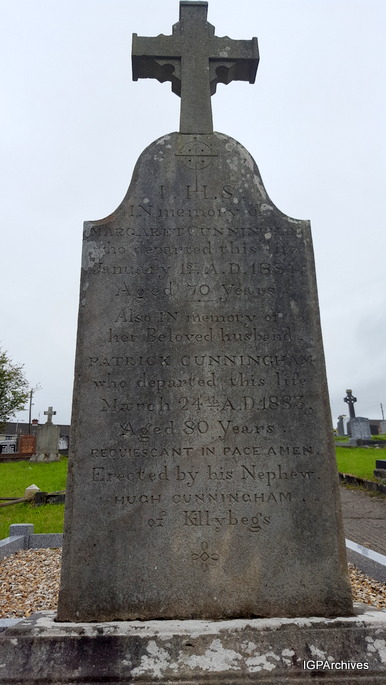 I.H.S.
IN memory of
MARGARET CUNNINGHAM
who departed this life
January 1st A.D. 1884.
Aged 70 Years
Also IN memory of
her Beloved husband
PATRICK CUNNINGHAM
who departed this life
March 24th A.D. 1883.
Aged 80 Years.
REQUIESCANT IN PACE AMEN.
Erected by his Nephew.
HUGH CUNNINGHAM.
of Killybegs
IGPArchives